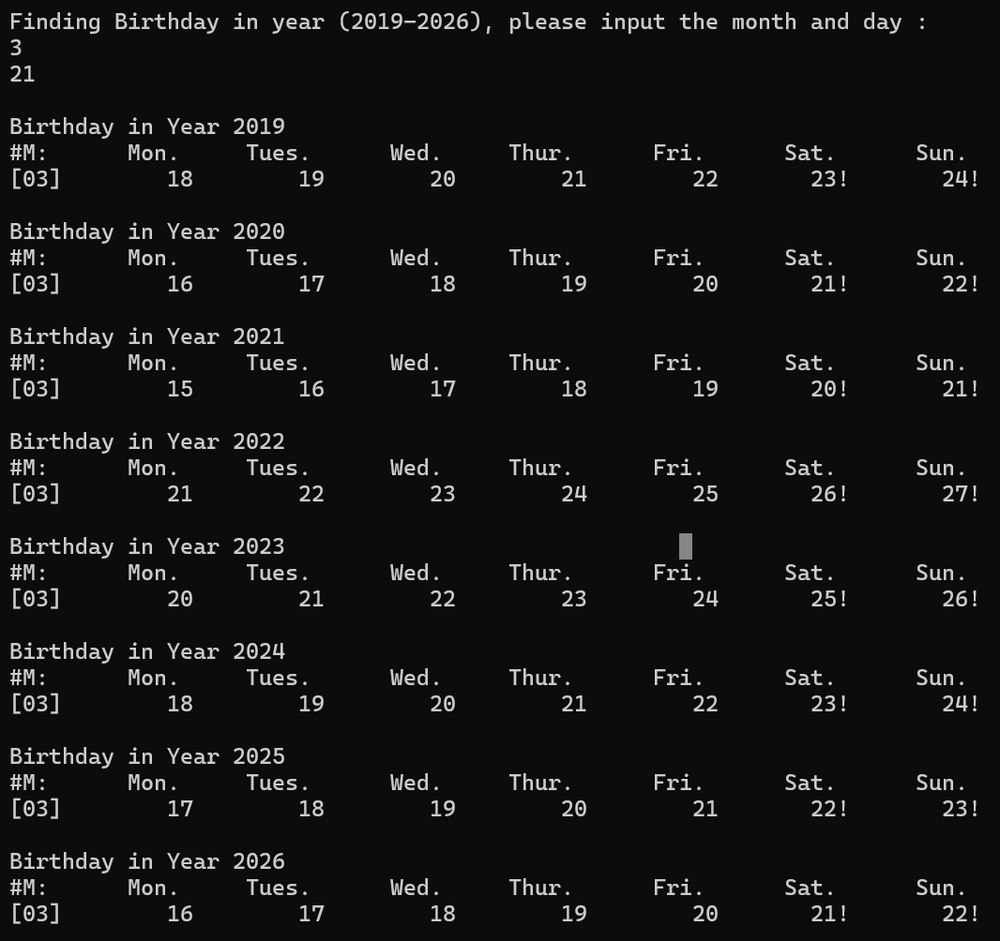 Finding Birthday in year (2019-2026), please input the month and day :
3
21
Birthday in Year 2019
#M: Mon. Tues. Wed. Thur. Fri. Sat. Sun.
[03] 18 19 20 21 22 23! 24!
Birthday in Year 2020
#M: Mon. Tues. Wed. Thur. Fri. Sat. Sun.
[03] 16 17 18 19 20 21! 22!
Birthday in Year 2021
#M: Mon. Tues. Wed. Thur. Fri. Sat. Sun.
[03] 15 16 17 18 19 20! 21!
Birthday in Year 2022
#M: Mon. Tues. Wed. Thur. Fri. Sat. Sun.
[03] 21 22 23 24 25 26! 27!
Birthday in Year 2023
#M: Mon. Tues. Wed. Thur. Fri. Sat. Sun.
[03] 20 21 22 23 24 25! 26!
Birthday in Year 2024
#M: Mon. Tues. Wed. Thur. Fri. Sat. Sun.
[03] 18 19 20 21 22 23! 24!
Birthday in Year 2025
#M: Mon. Tues. Wed. Thur. Fri. Sat. Sun.
[03] 17 18 19 20 21 22! 23!
Birthday in Year 2026
#M: Mon. Tues. Wed. Thur. Fri. Sat. Sun.
[03] 16 17 18 19 20 21! 22!